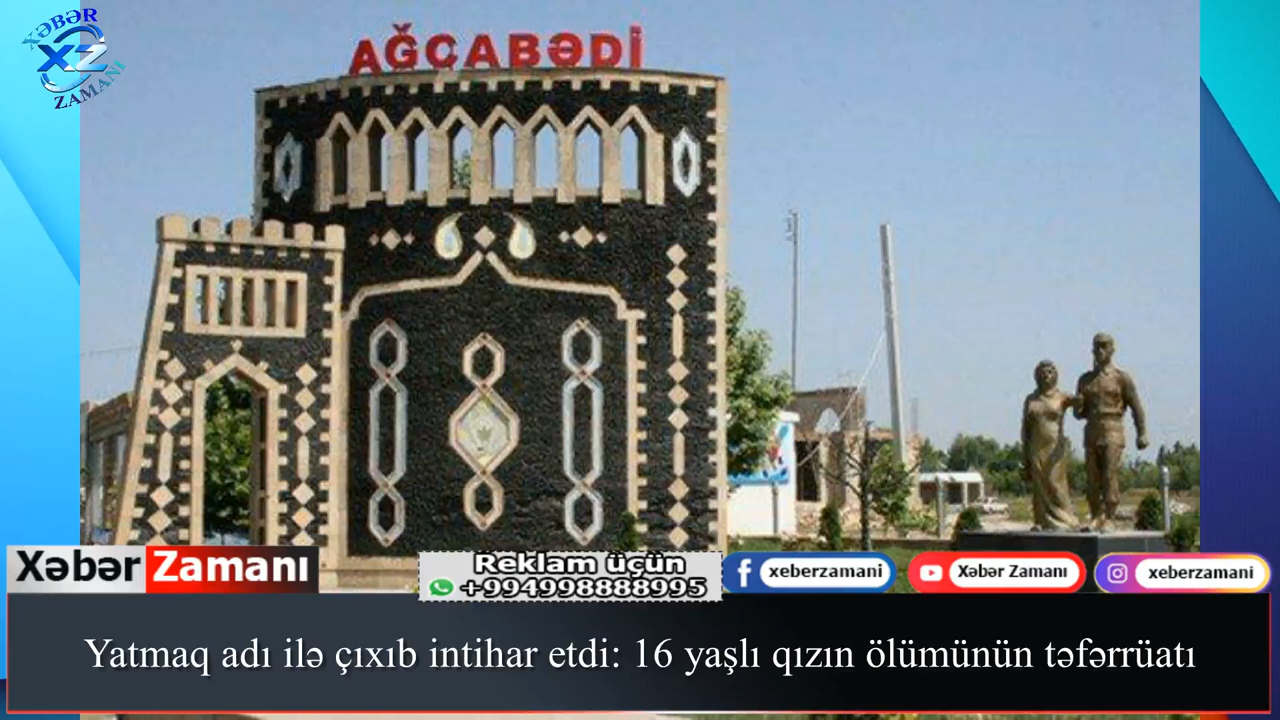 XƏBƏR
XZ
ZAMANI
AĞCABƏDİ
Xəbər Zamanı
Reklam üçün
+994998888995
xeberzamani
Xəbər Zamanı
xeberzamani
Yatmaq adı ilə çıxıb intihar etdi: 16 yaşlı qızın ölümünün təfərrüatı